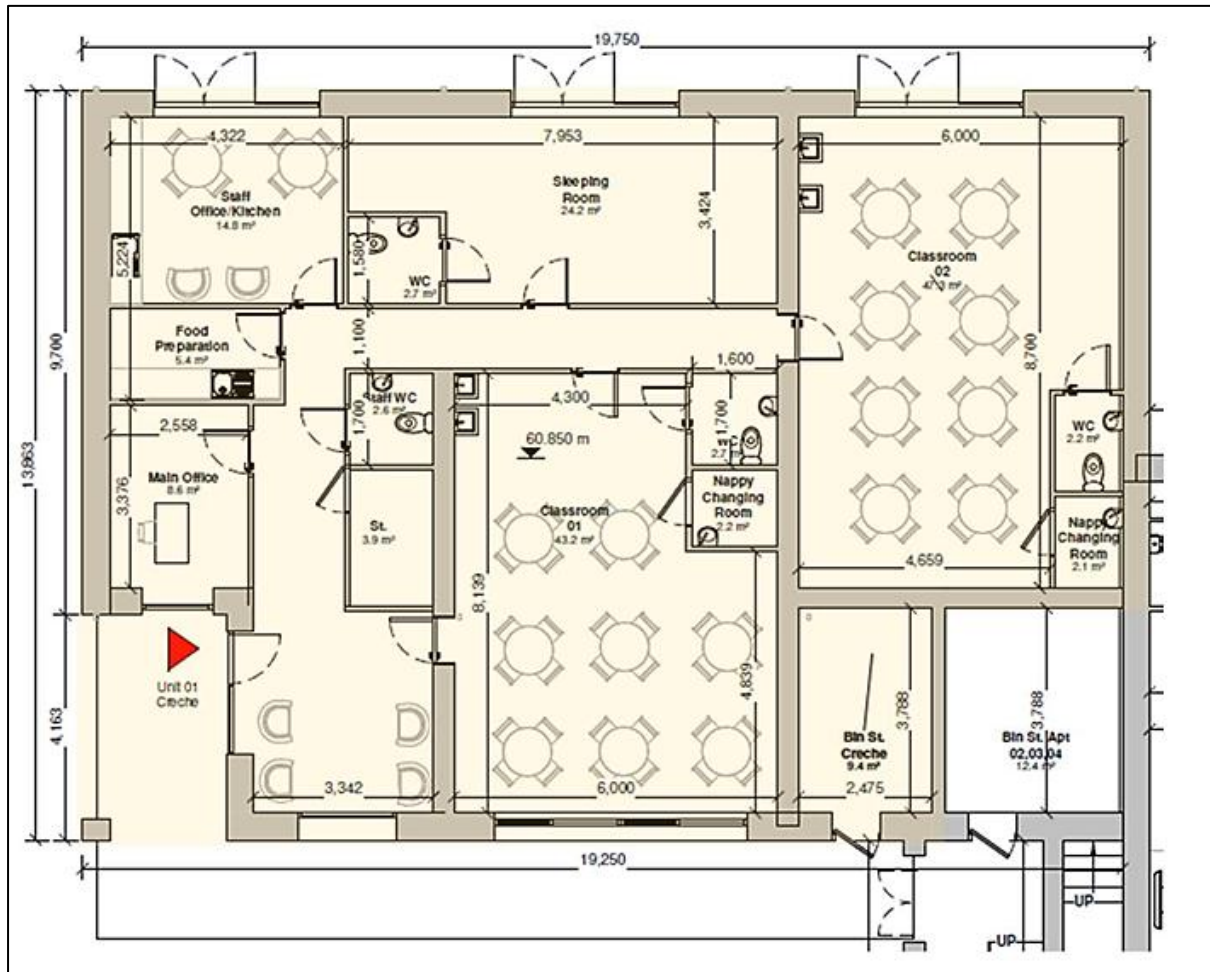 19,750
4,322
7,953
6,000
Staff
Office/Kitchen
14.8 m²
Sleeping
Room
24.2 m²
3,424
5,224
1,580
WC
2.7 m²
Classroom
02
47.3 m²
Food
Preparation
5.4 m²
1,100
1,600
8,700
9,700
13,863
Staff WC
2.6 m²
1,700
4,300
60.850 m
1,700
WC
2.7 m²
WC
2.2 m²
2,558
Main Office
8.6 m²
3,376
St.
3.9 m²
Classroom
01
43.2 m²
Nappy
Changing
Room
2.2 m²
Nappy
Changing
Room
2.1 m²
4,659
8,139
4,839
Unit 01
Creche
4,163
3,788
Bin St.
Creche
9.4 m²
3,788
Bin St. Apt
02,03,04
12.4 m²
3,342
6,000
2,475
19,250
UP
UP